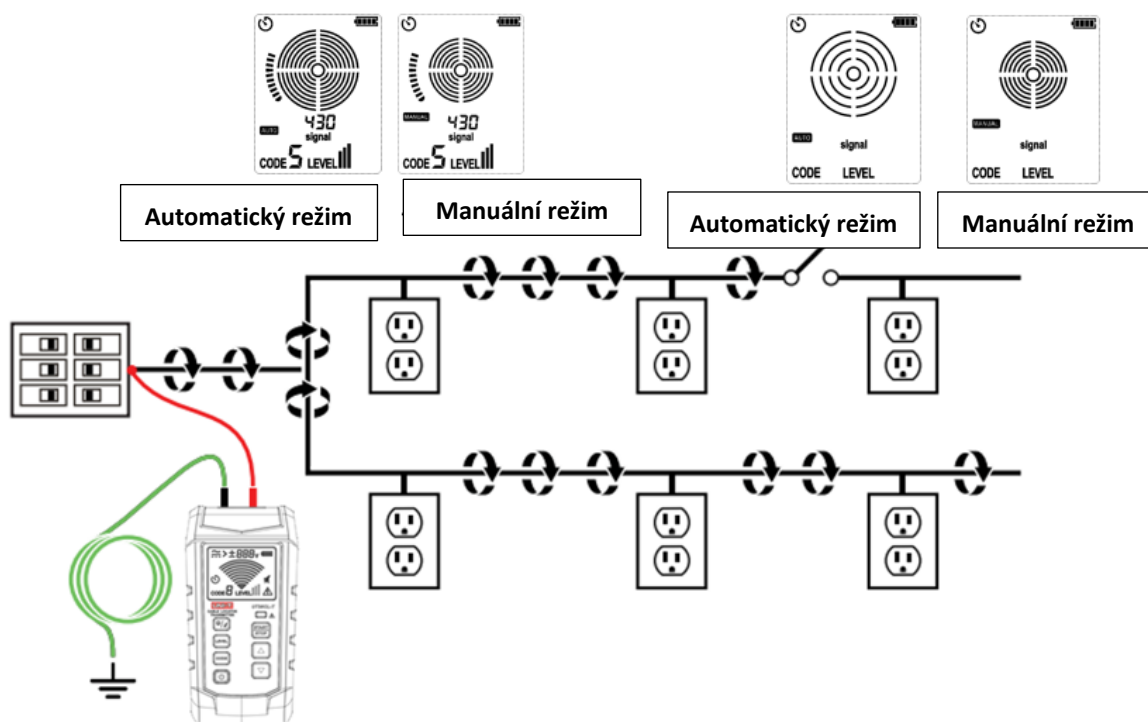 AUTO
430
signal
CODE 5 LEVEL
MANUAL
430
signal
CODE 5 LEVEL
AUTO
signal
CODE LEVEL
MANUAL
signal
CODE LEVEL
Automatický režim
Manuální režim
Automatický režim
Manuální režim
CODE 8 LEVEL
LEVEL